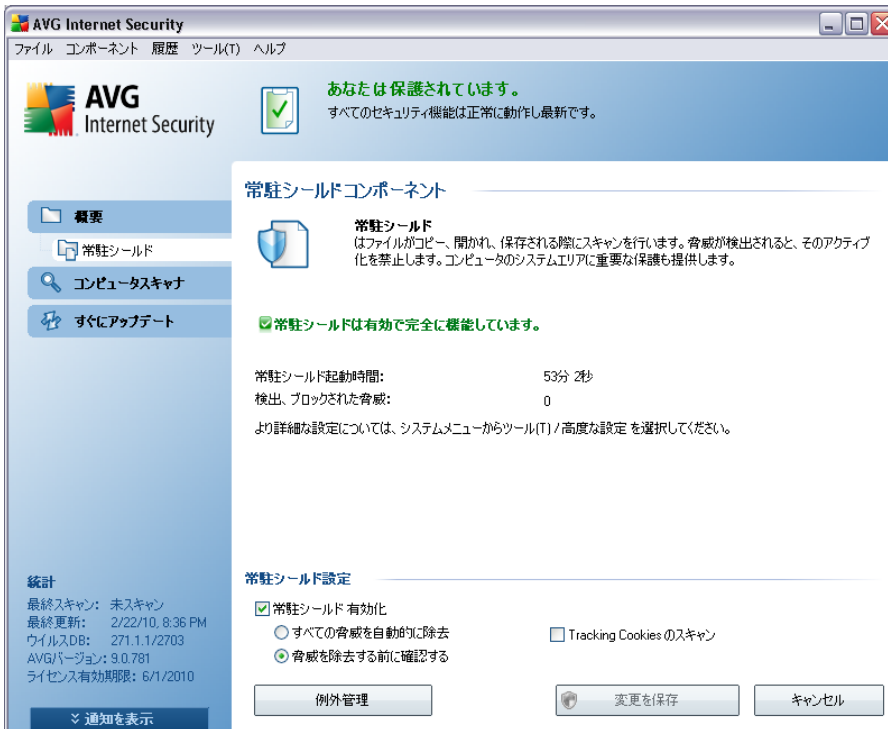 AVG Internet Security
ファイル コンポーネント 履歴 ツール(T) ヘルプ
AVG
Internet Security
あなたは保護されています。
すべてのセキュリティ機能は正常に動作し最新です。
概要
常駐シールド
コンピュータスキャナ
すぐにアップデート
常駐シールドコンポーネント
常駐シールド
はファイルがコピー、開かれ、保存される際にスキャンを行います。脅威が検出されると、そのアクティブ
化を禁止します。コンピュータのシステムエリアに重要な保護も提供します。
常駐シールドは有効で完全に機能しています。
常駐シールド起動時間: 53分 2秒
検出、ブロックされた脅威: 0
より詳細な設定については、システムメニューからツール(T) / 高度な設定 を選択してください。
統計
最終スキャン: 未スキャン
最終更新: 2/22/10, 8:36 PM
ウイルスDB: 271.1.1/2703
AVGバージョン: 9.0.781
ライセンス有効期限: 6/1/2010
通知を表示
常駐シールド設定
常駐シールド 有効化
すべての脅威を自動的に除去
脅威を除去する前に確認する
Tracking Cookies のスキャン
例外管理
変更を保存
キャンセル